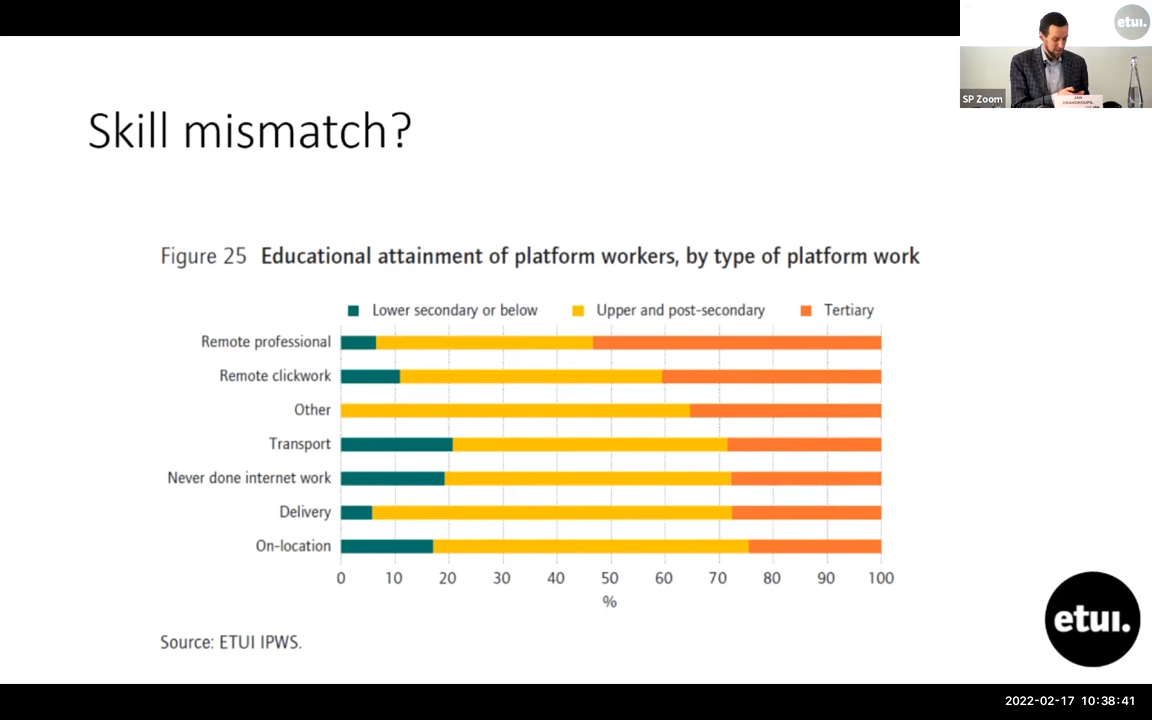 etui.
SP Zoom
JAN
Skill mismatch?
Figure 25 Educational attainment of platform workers, by type of platform work
Lower secondary or below Upper and post-secondary Tertiary
Remote professional
Remote clickwork
Other
Transport
Never done internet work
Delivery
On-location
0 10 20 30 40 50 60 70 80 90 100
%
Source: ETUI IPWS.
etui.
2022-02-17 10:38:41